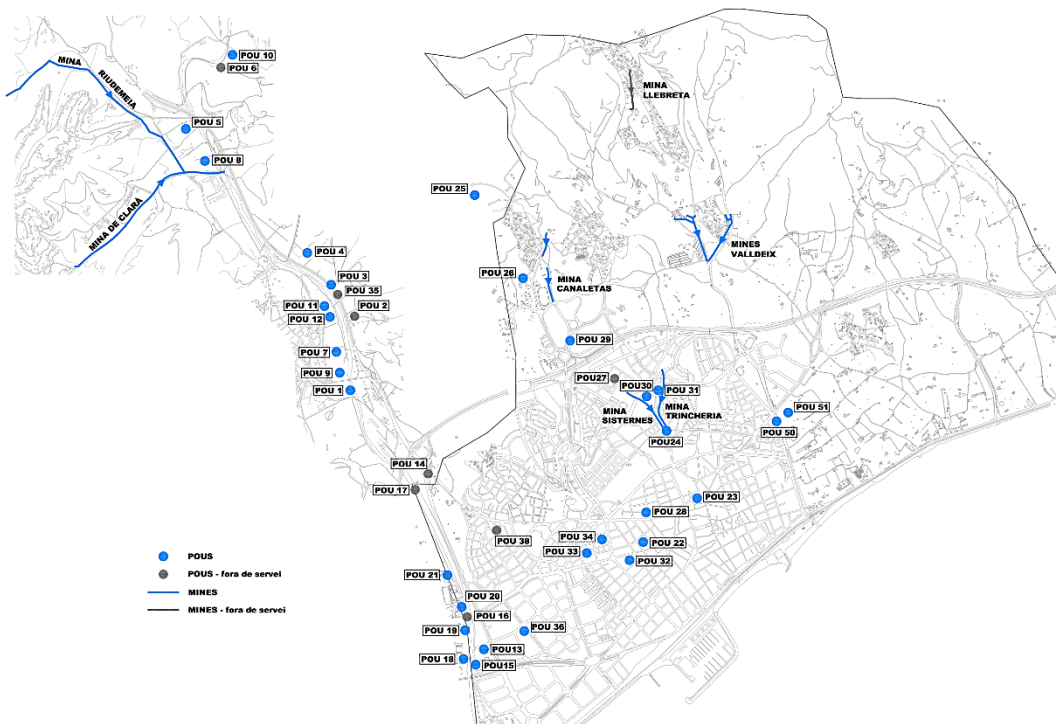 POU 10
POU 6
MINA
RIUDEMEIA
POU 5
POU 8
MINA DE CLARÀ
MINA
LLEBRETA
POU 25
MINES
VALLDEIX
POU 4
POU 3
POU 35
POU 11
POU 2
POU 12
POU 26
MINA
CANALETAS
POU 7
POU 29
POU 9
POU 1
POU27
POU30
POU 31
MINA
SISTERNES
MINA
TRINCHERIA
POU24
POU 51
POU 50
POU 14
POU 17
POU 23
POU 28
POU 38
POU 34
POU 22
POU 33
POU 32
POUS
POUS - fora de servei
MINES
MINES - fora de servei
POU 21
POU 20
POU 16
POU 19
POU 36
POU13
POU 18
POU15